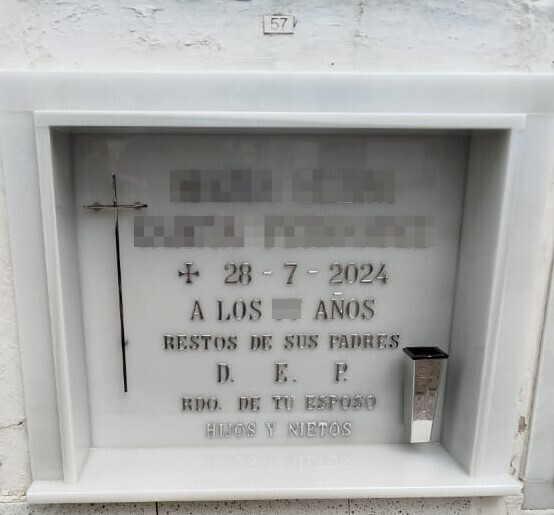 57
✠ 28 - 7 - 2024
A LOS AÑOS
RESTOS DE SUS PADRES
D. E. P.
RDO. DE TU ESPOSO
HIJOS Y NIETOS